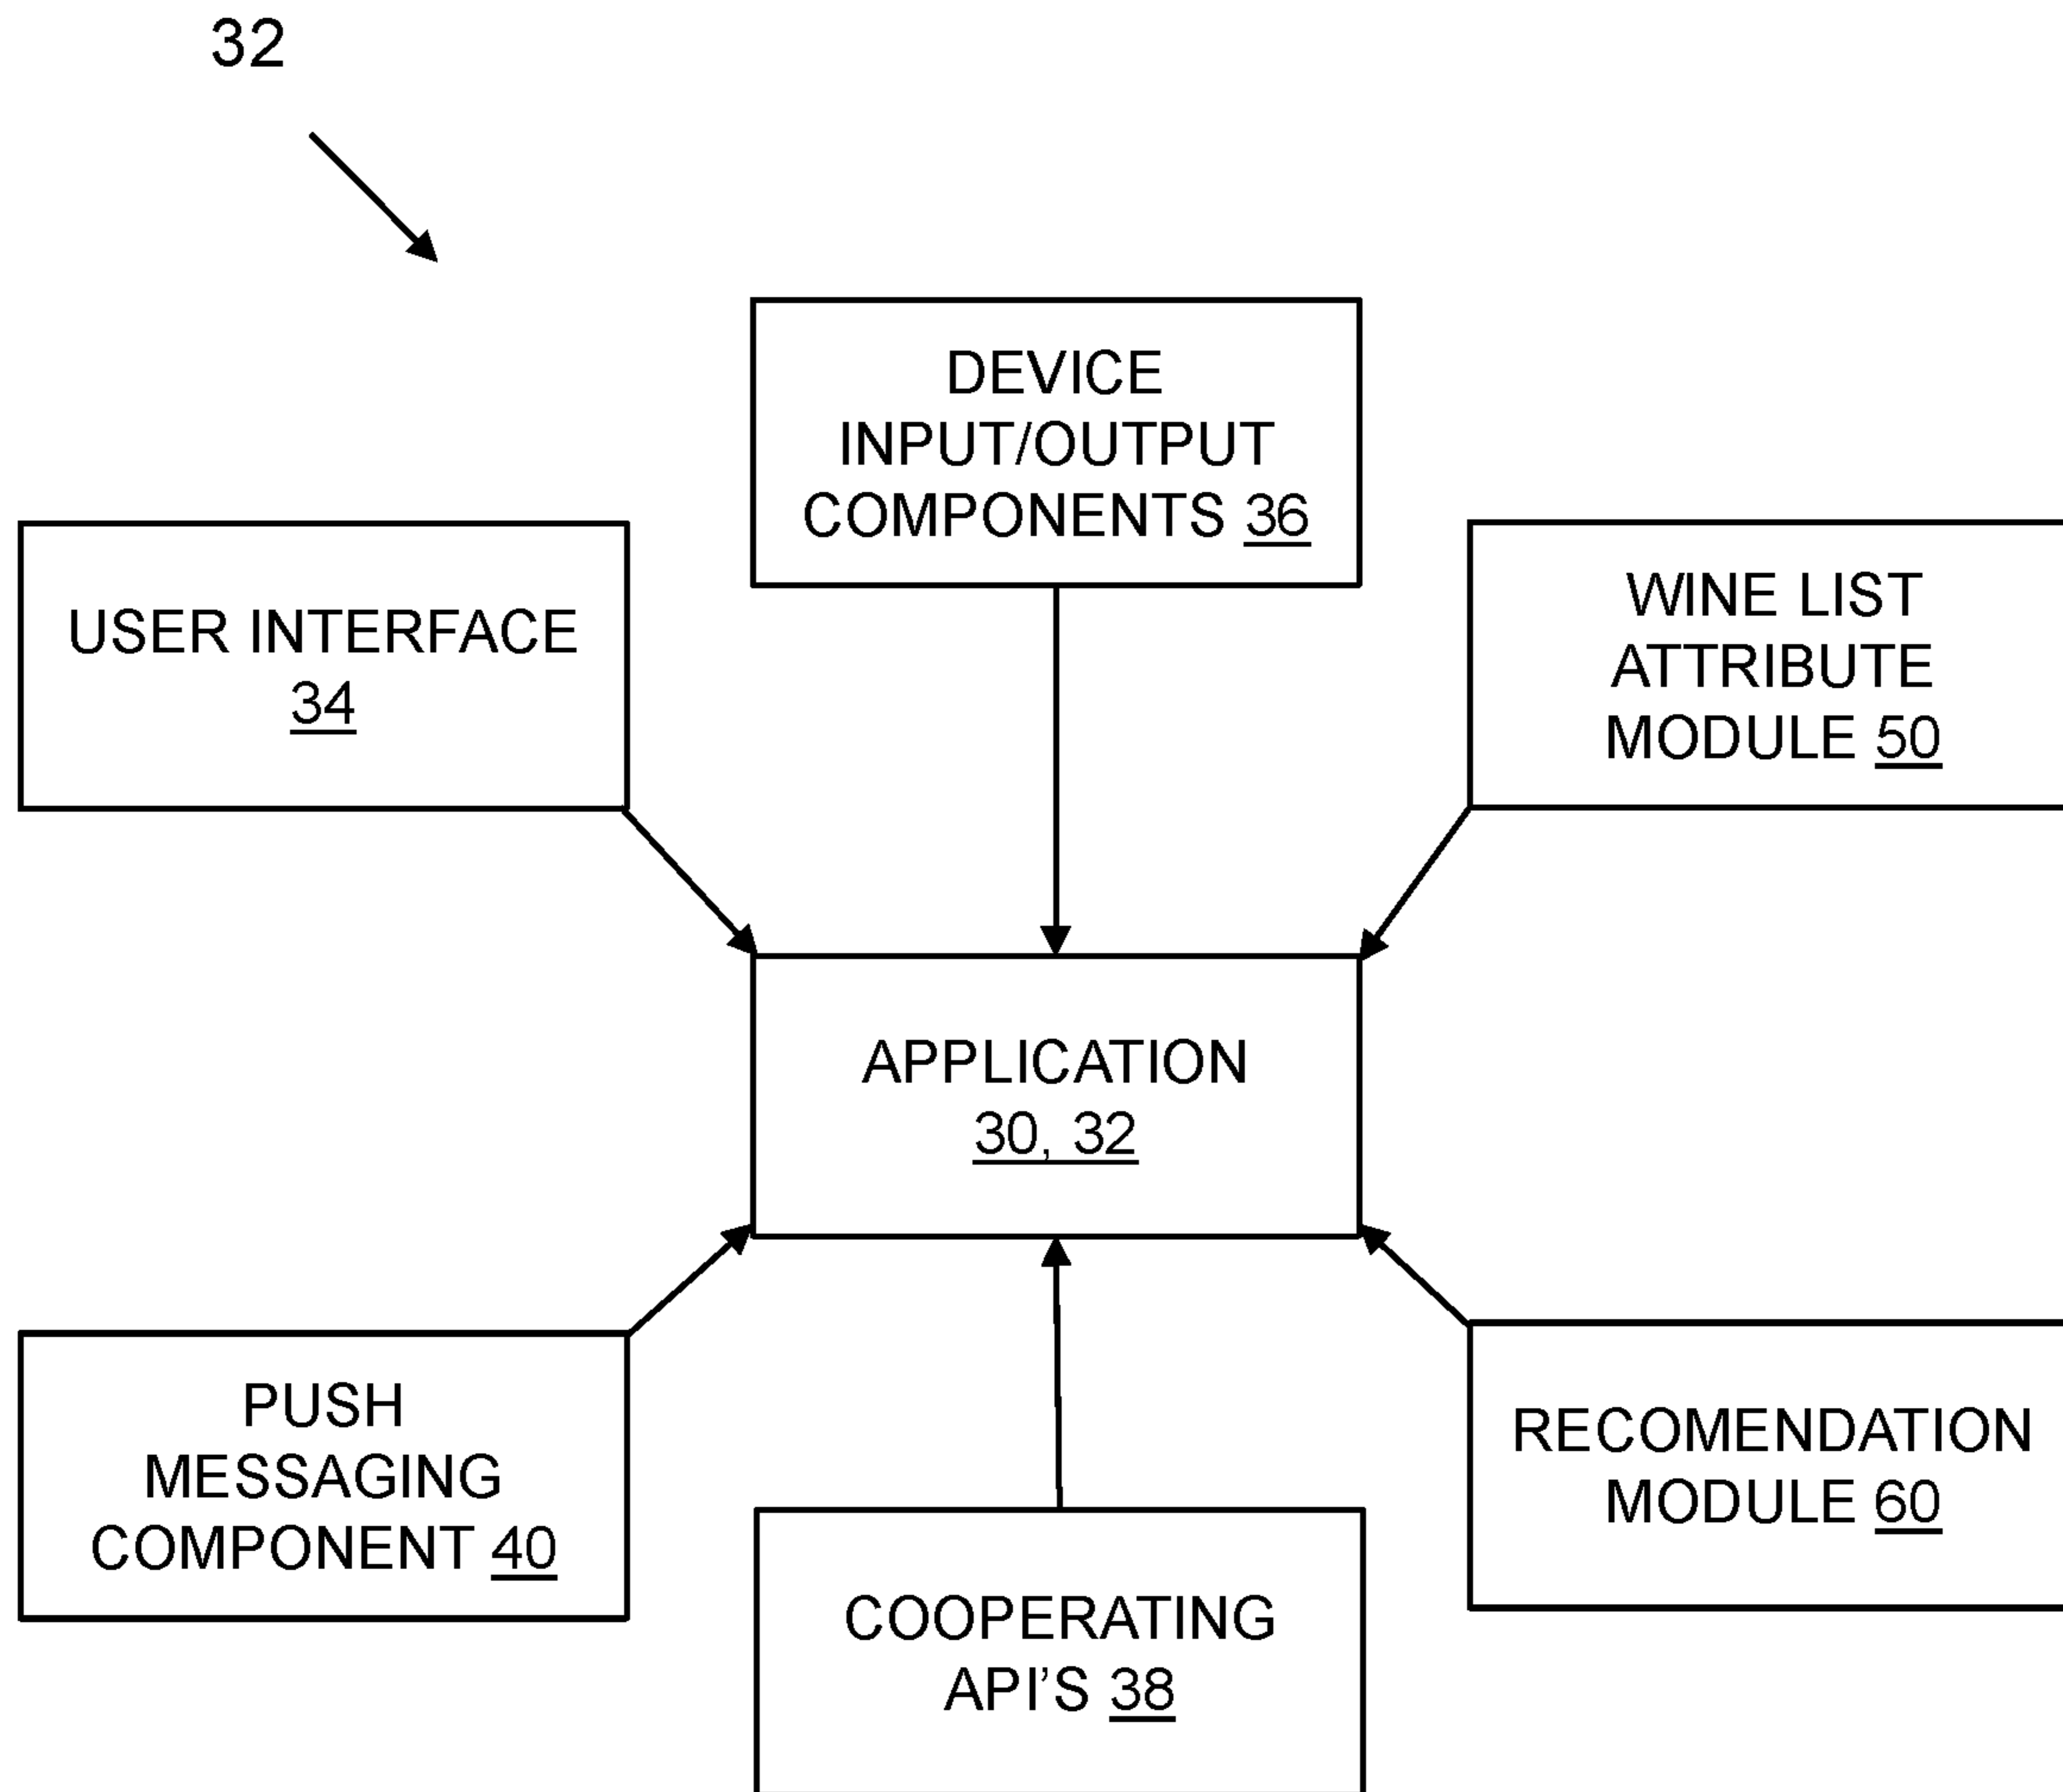 32
DEVICE
INPUT/OUTPUT
COMPONENTS 36
USER INTERFACE
34
WINE LIST
ATTRIBUTE
MODULE 50
APPLICATION
30, 32
PUSH
MESSAGING
COMPONENT 40
COOPERATING
API'S 38
RECOMENDATION
MODULE 60